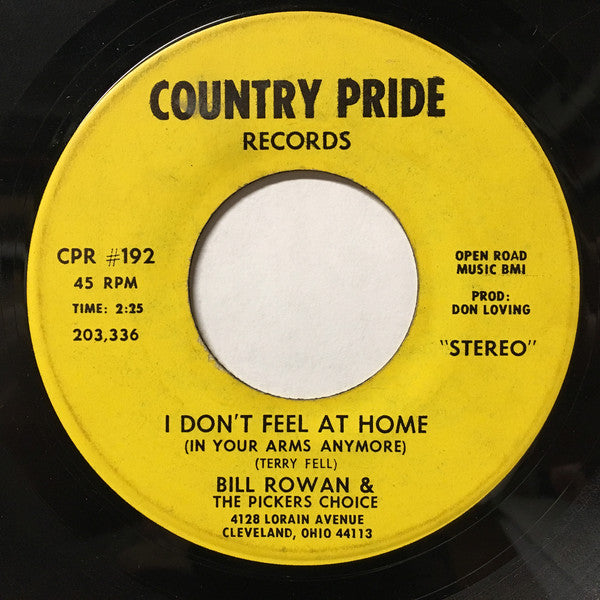 COUNTRY PRIDE
RECORDS
CPR #192
45 RPM
TIME: 2:25
203,336
OPEN ROAD
MUSIC BMI
PROD:
DON LOVING
"STEREO"
I DON'T FEEL AT HOME
(IN YOUR ARMS ANYMORE)
(TERRY FELL)
BILL ROWAN &
THE PICKERS CHOICE
4128 LORAIN AVENUE
CLEVELAND, OHIO 44113